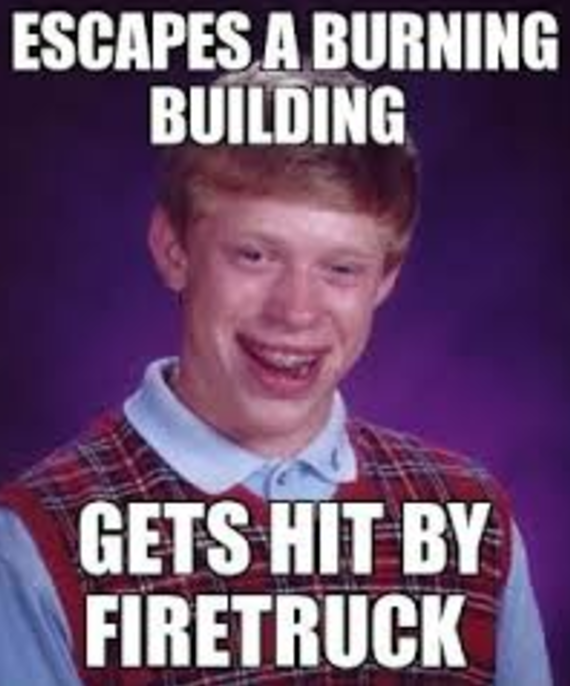 ESCAPES A BURNING
BUILDING
GETS HIT BY
FIRETRUCK